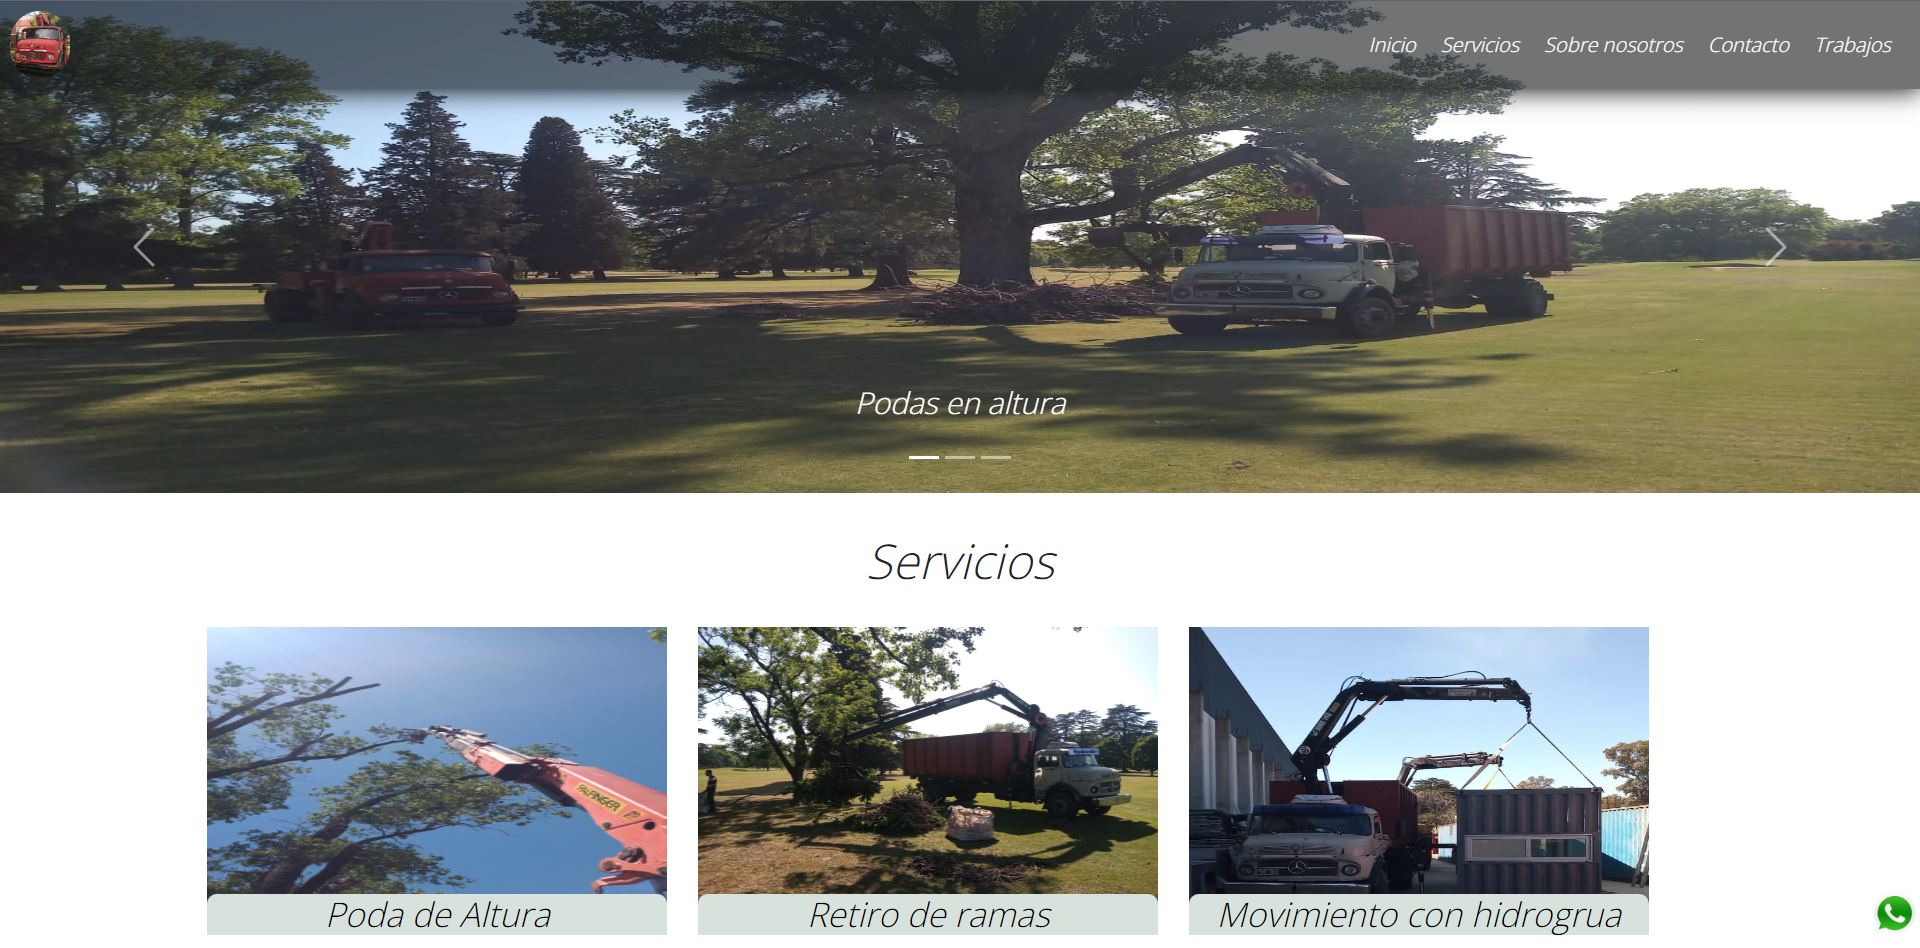 Inicio
Servicios
Sobre nosotros
Contacto
Trabajos
Podas en altura
Servicios
PALFINGER
Poda de Altura
Retiro de ramas
Movimiento con hidrogrua